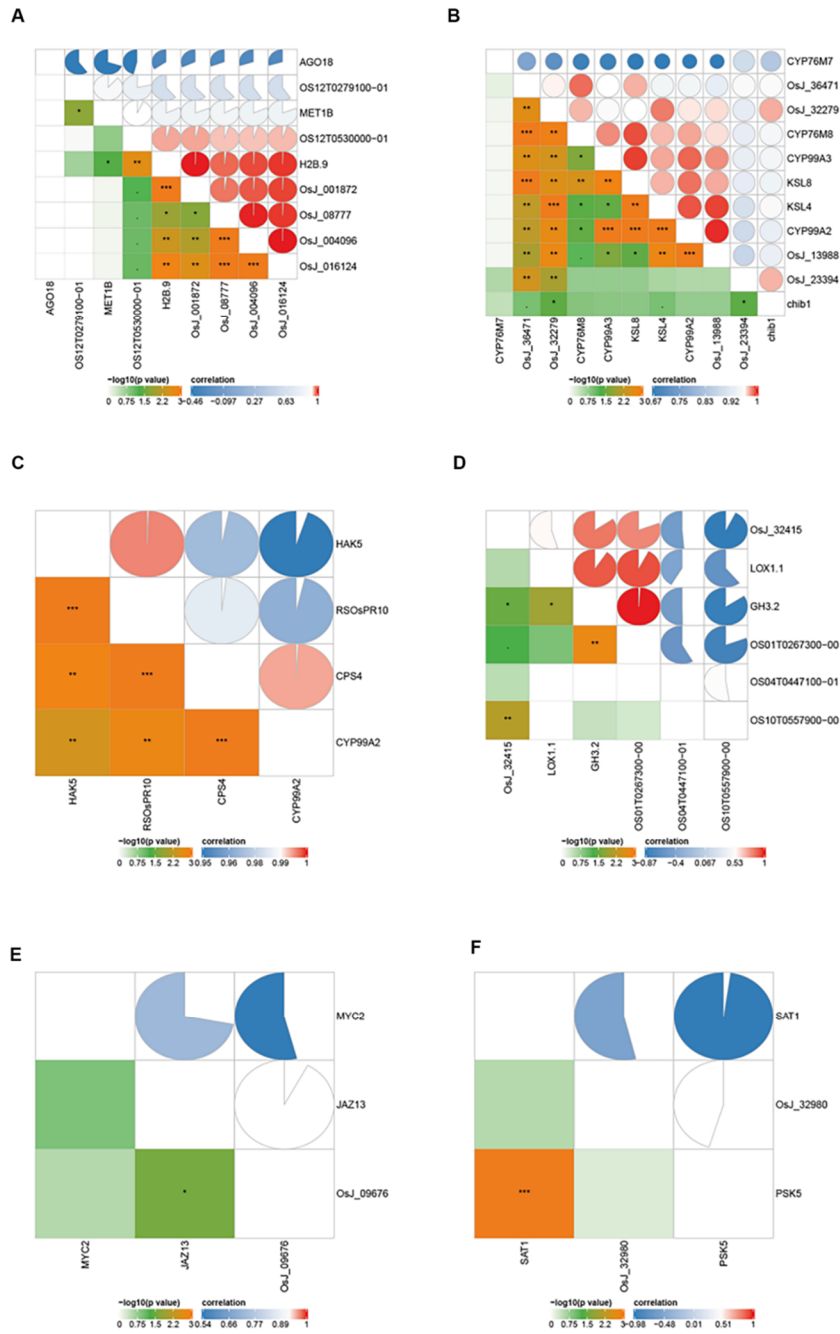 A
AGO18
OS12T0279100-01
MET1B
OS12T0530000-01
H2B.9
OsJ_001872
OsJ_08777
OsJ_004096
OsJ_016124
*
* **
. ***
. * *
. ** ** ***
. ** ** *** ***
AGO18
OS12T0279100-01
MET1B
OS12T0530000-01
H2B.9
OsJ_001872
OsJ_08777
OsJ_004096
OsJ_016124
−log10(p value) correlation
0 0.75 1.5 2.2 3 −0.46 −0.097 0.27 0.63 1
B
CYP76M7
OsJ_36471
OsJ_32279
CYP76M8
CYP99A3
KSL8
KSL4
CYP99A2
OsJ_13988
OsJ_23394
chib1
**
*** **
** ** *
*** ** ** **
** *** * * **
** ** * *** *** ***
** ** * * * ** ***
** **
. * . *
CYP76M7
OsJ_36471
OsJ_32279
CYP76M8
CYP99A3
KSL8
KSL4
CYP99A2
OsJ_13988
OsJ_23394
chib1
−log10(p value) correlation
0 0.75 1.5 2.2 3 0.67 0.75 0.83 0.92 1
C
HAK5
RSOsPR10
CPS4
CYP99A2
***
** ***
** ** ***
HAK5
RSOsPR10
CPS4
CYP99A2
−log10(p value) correlation
0 0.75 1.5 2.2 3 0.95 0.96 0.98 0.99 1
D
OsJ_32415
LOX1.1
GH3.2
OS01T0267300-00
OS04T0447100-01
OS10T0557900-00
* *
. **
**
OsJ_32415
LOX1.1
GH3.2
OS01T0267300-00
OS04T0447100-01
OS10T0557900-00
−log10(p value) correlation
0 0.75 1.5 2.2 3 −0.87 −0.4 0.067 0.53 1
E
MYC2
JAZ13
OsJ_09676
*
MYC2
JAZ13
OsJ_09676
−log10(p value) correlation
0 0.75 1.5 2.2 3 0.54 0.66 0.77 0.89 1
F
SAT1
OsJ_32980
PSK5
***
SAT1
OsJ_32980
PSK5
−log10(p value) correlation
0 0.75 1.5 2.2 3 −0.98 −0.48 0.01 0.51 1